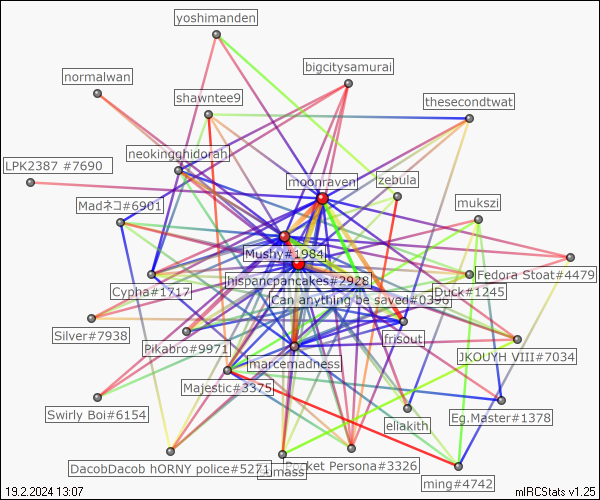 yoshimanden
bigcitysamurai
normalwan
shawntee9
thesecondtwat
neokingghidorah
LPK2387 #7690
moonraven
zebula
Madネコ#6901
mukszi
Mushy#1984
Fedora Stoat#4479
hispancpancakes#2928
Cypha#1717
Can anything be saved#0396
Duck#1245
Silver#7938
Pikabro#9971
frisout
JKOUYH VIII#7034
marcemadness
Majestic#3375
Swirly Boi#6154
eliakith
Eg.Master#1378
DacobDacob hORNY police#5271
Pocket Persona#3326
ming#4742
19.2.2024 13:07
mIRCStats v1.25